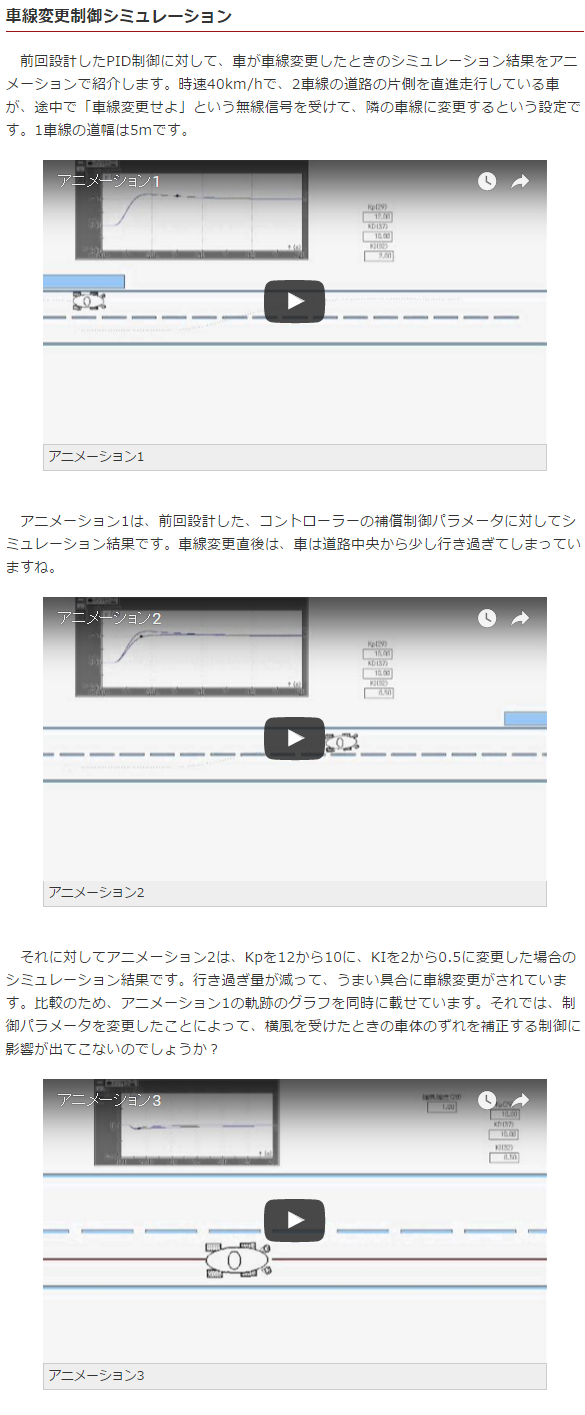 車線変更制御シミュレーション
前回設計したPID制御に対して、車が車線変更したときのシミュレーション結果をアニ
メーションで紹介します。時速40km/hで、2車線の道路の片側を直進走行している車
が、途中で「車線変更せよ」という無線信号を受けて、隣の車線に変更するという設定で
す。1車線の道幅は5mです。
アニメーション1
Kp(29)
12.00
KD(37)
10.00
KI(32)
2.00
t (s)
アニメーション1
アニメーション1は、前回設計した、コントローラーの補償制御パラメータに対してシ
ミュレーション結果です。車線変更直後は、車は道路中央から少し行き過ぎてしまってい
ますね。
アニメーション2
Kp(29)
10.00
KD(37)
10.00
KI(32)
0.50
t (s)
アニメーション2
それに対してアニメーション2は、Kpを12から10に、KIを2から0.5に変更した場合の
シミュレーション結果です。行き過ぎ量が減って、うまい具合に車線変更がされていま
す。比較のため、アニメーション1の軌跡のグラフを同時に載せています。それでは、制
御パラメータを変更したことによって、横風を受けたときの車体のずれを補正する制御に
影響が出てこないのでしょうか？
アニメーション3
10.00
KD(37)
10.00
KI(32)
0.50
t (s)
アニメーション3